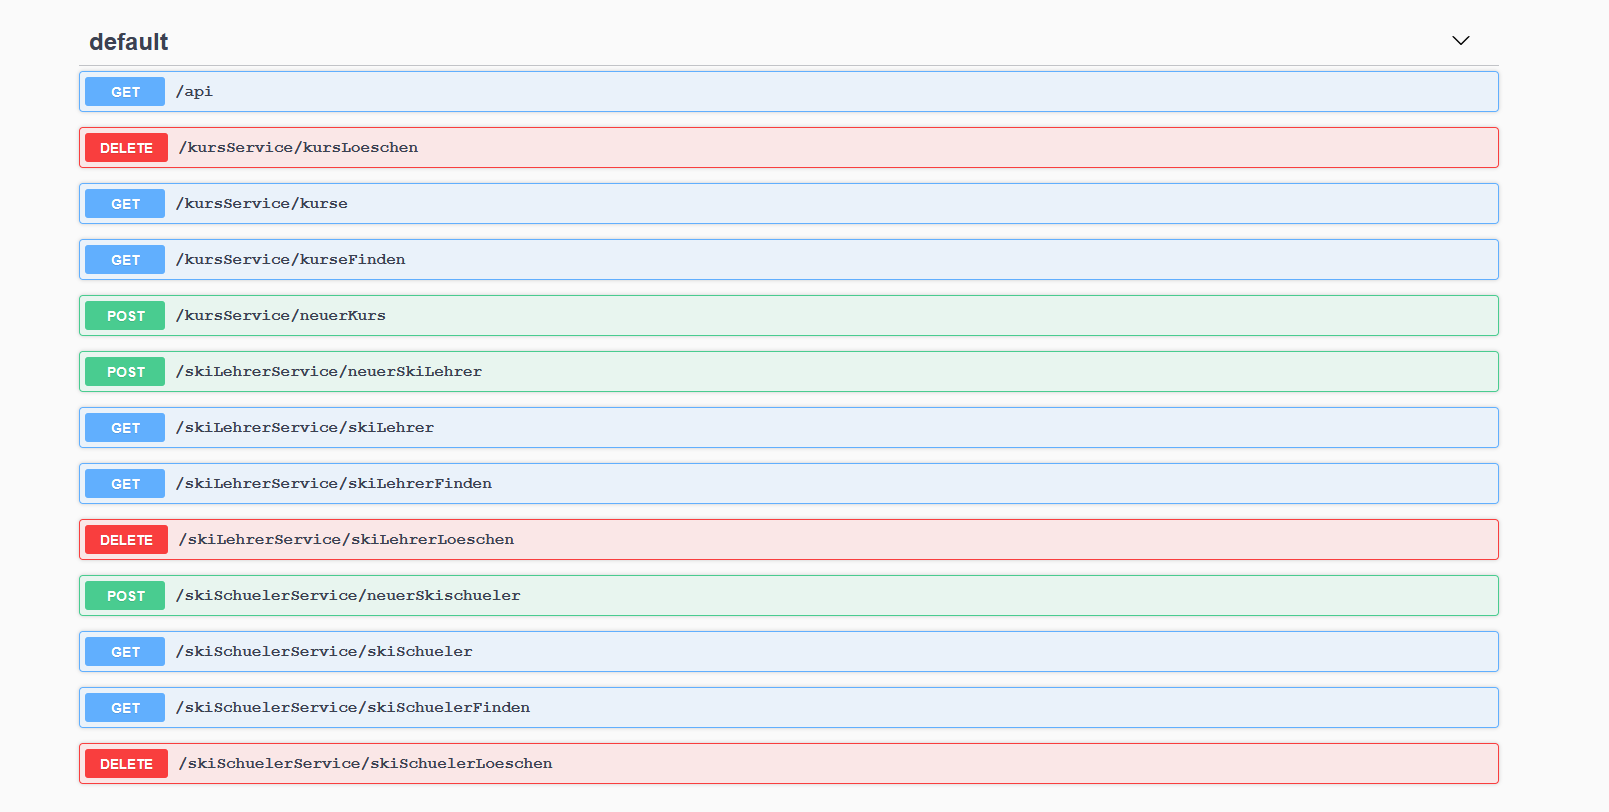 default
GET /api
DELETE /kursService/kursLoeschen
GET /kursService/kurse
GET /kursService/kurseFinden
POST /kursService/neuerKurs
POST /skiLehrerService/neuerSkiLehrer
GET /skiLehrerService/skiLehrer
GET /skiLehrerService/skiLehrerFinden
DELETE /skiLehrerService/skiLehrerLoeschen
POST /skiSchuelerService/neuerSkischueler
GET /skiSchuelerService/skiSchueler
GET /skiSchuelerService/skiSchuelerFinden
DELETE /skiSchuelerService/skiSchuelerLoeschen